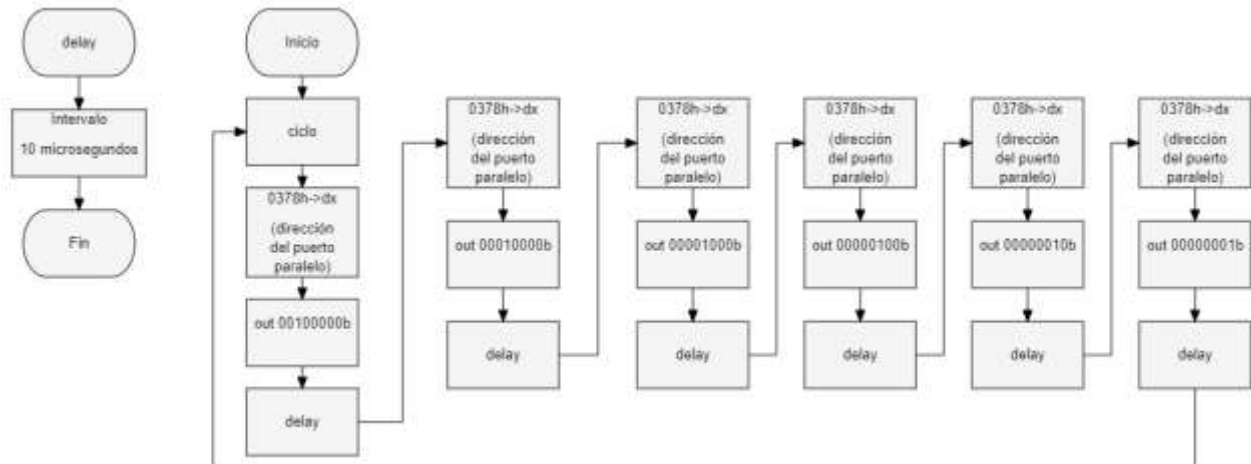 delay
Intervalo
10 microsegundos
Fin
Inicio
ciclo
0378h->dx
(dirección
del puerto
paralelo)
out 00100000b
delay
0378h->dx
(dirección
del puerto
paralelo)
out 00010000b
delay
0378h->dx
(dirección
del puerto
paralelo)
out 00001000b
delay
0378h->dx
(dirección
del puerto
paralelo)
out 00000100b
delay
0378h->dx
(dirección
del puerto
paralelo)
out 00000010b
delay
0378h->dx
(dirección
del puerto
paralelo)
out 00000001b
delay